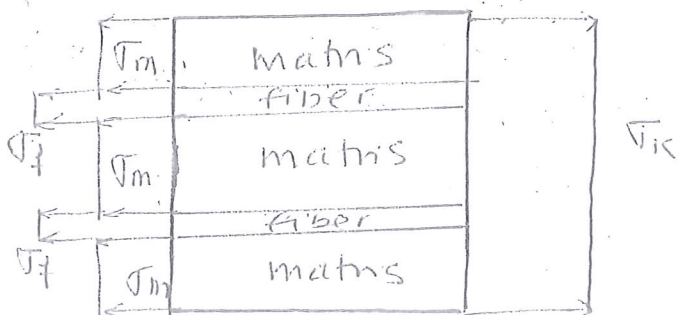 σm matris
fiber
σf σm matris σk
fiber
σf
σm matris